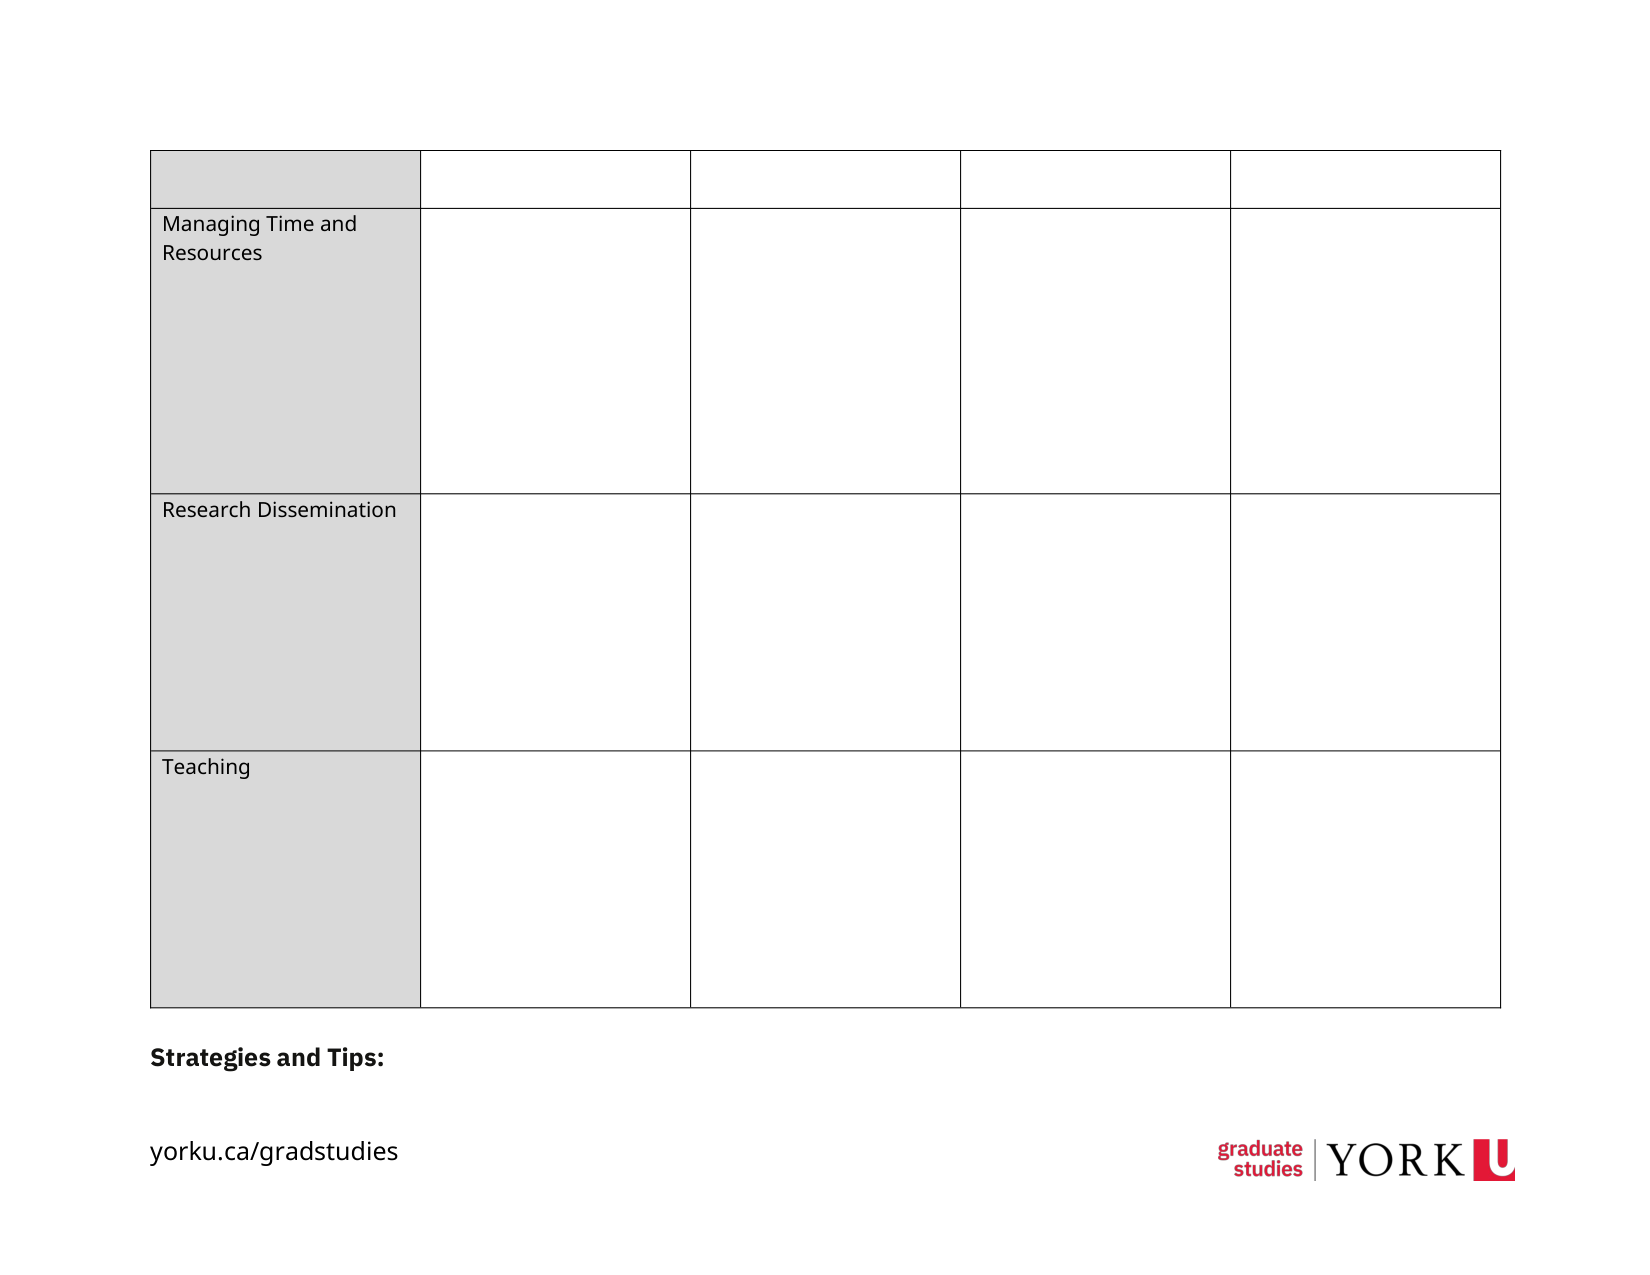 Managing Time and
Resources
Research Dissemination
Teaching
Strategies and Tips:
yorku.ca/gradstudies
graduate
studies
YORK U